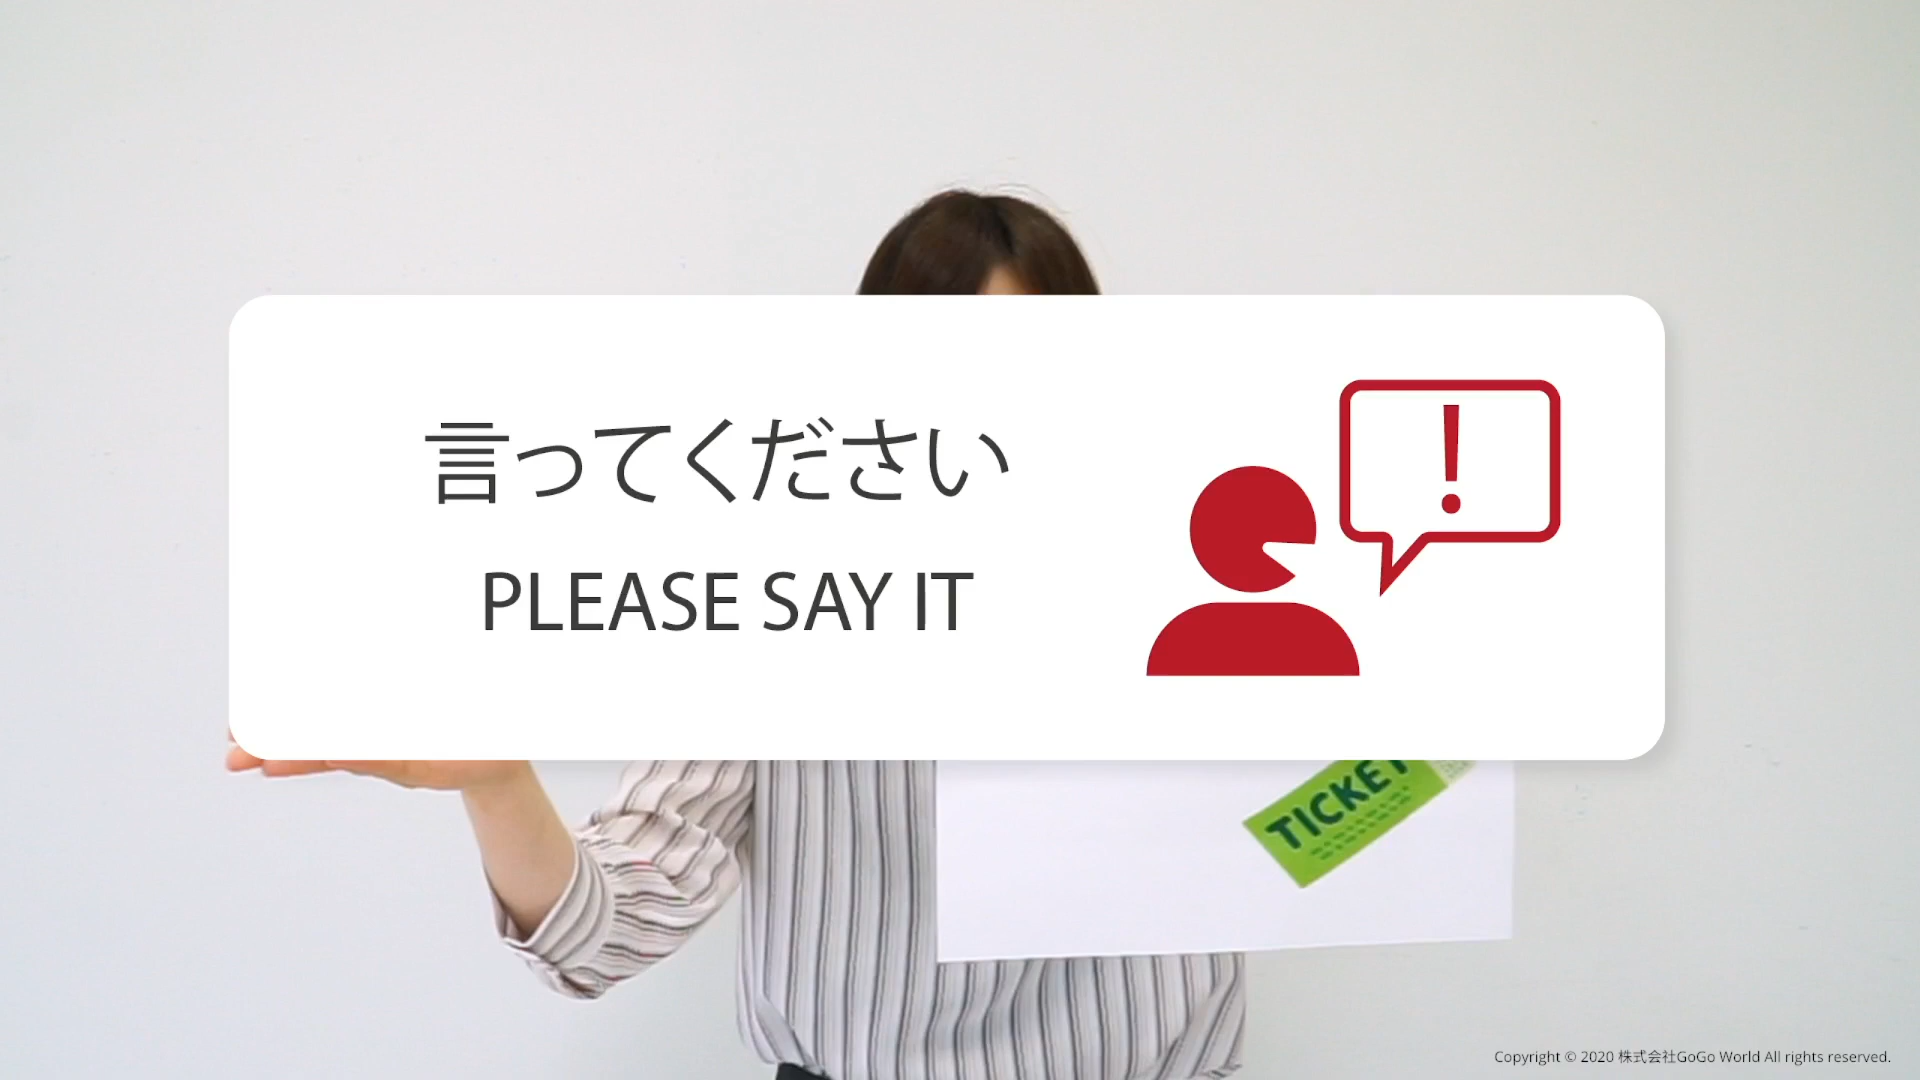 言ってください
PLEASE SAY IT
TICKET
Copyright © 2020 株式会社GoGo World All rights reserved.